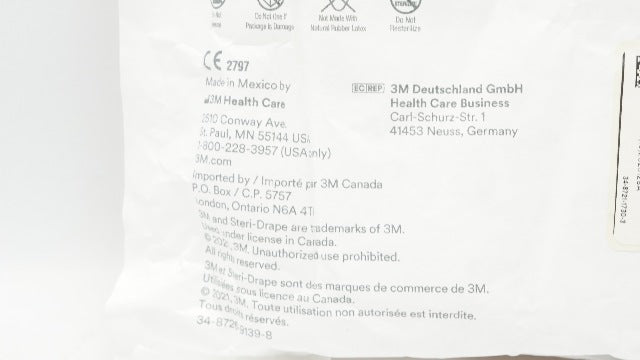 Do Not Use if
Package is Damage
Not Made With
Natural Rubber Latex
Do Not
Resterilize
CE 2797
Made in Mexico by
3M Health Care
2510 Conway Ave.
St. Paul, MN 55144 USA
1-800-228-3957 (USA only)
3M.com
Imported by / Importé par 3M Canada
P.O. Box / C.P. 5757
London, Ontario N6A 4T
3M and Steri-Drape are trademarks of 3M.
Used under license in Canada.
© 2021, 3M. Unauthorized use prohibited.
All rights reserved.
3M et Steri-Drape sont des marques de commerce de 3M.
Utilisées sous licence au Canada.
© 2021, 3M. Toute utilisation non autorisée est interdite.
Tous droits réservés.
34-8721-9139-8
EC REP 3M Deutschland GmbH
Health Care Business
Carl-Schurz-Str. 1
41453 Neuss, Germany
34-8721-1730-3